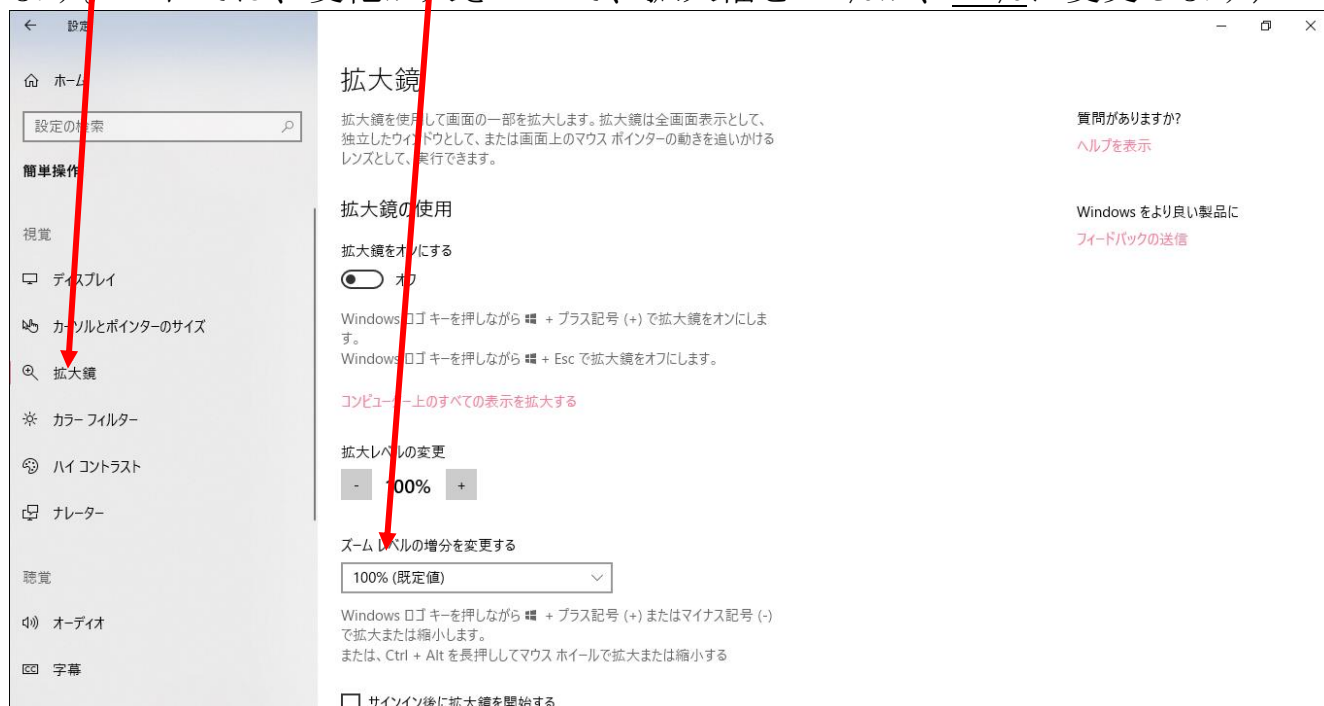 設定
ホーム
設定の検索
簡単操作
視覚
ディスプレイ
カーソルとポインターのサイズ
拡大鏡
カラー フィルター
ハイ コントラスト
ナレーター
聴覚
オーディオ
字幕
拡大鏡
拡大鏡を使用して画面の一部を拡大します。拡大鏡は全画面表示として、
独立したウィンドウとして、または画面上のマウス ポインターの動きを追いかける
レンズとして、実行できます。
拡大鏡の使用
拡大鏡をオンにする
オフ
Windows ロゴ キーを押しながら + プラス記号 (+) で拡大鏡をオンにしま
す。
Windows ロゴ キーを押しながら + Esc で拡大鏡をオフにします。
コンピューター上のすべての表示を拡大する
拡大レベルの変更
- 100% +
ズーム レベルの増分を変更する
100% (既定値)
Windows ロゴ キーを押しながら + プラス記号 (+) またはマイナス記号 (-)
で拡大または縮小します。
または、Ctrl + Alt を長押ししてマウス ホイールで拡大または縮小する
サインイン後に拡大鏡を開始する
質問がありますか?
ヘルプを表示
Windows をより良い製品に
フィードバックの送信